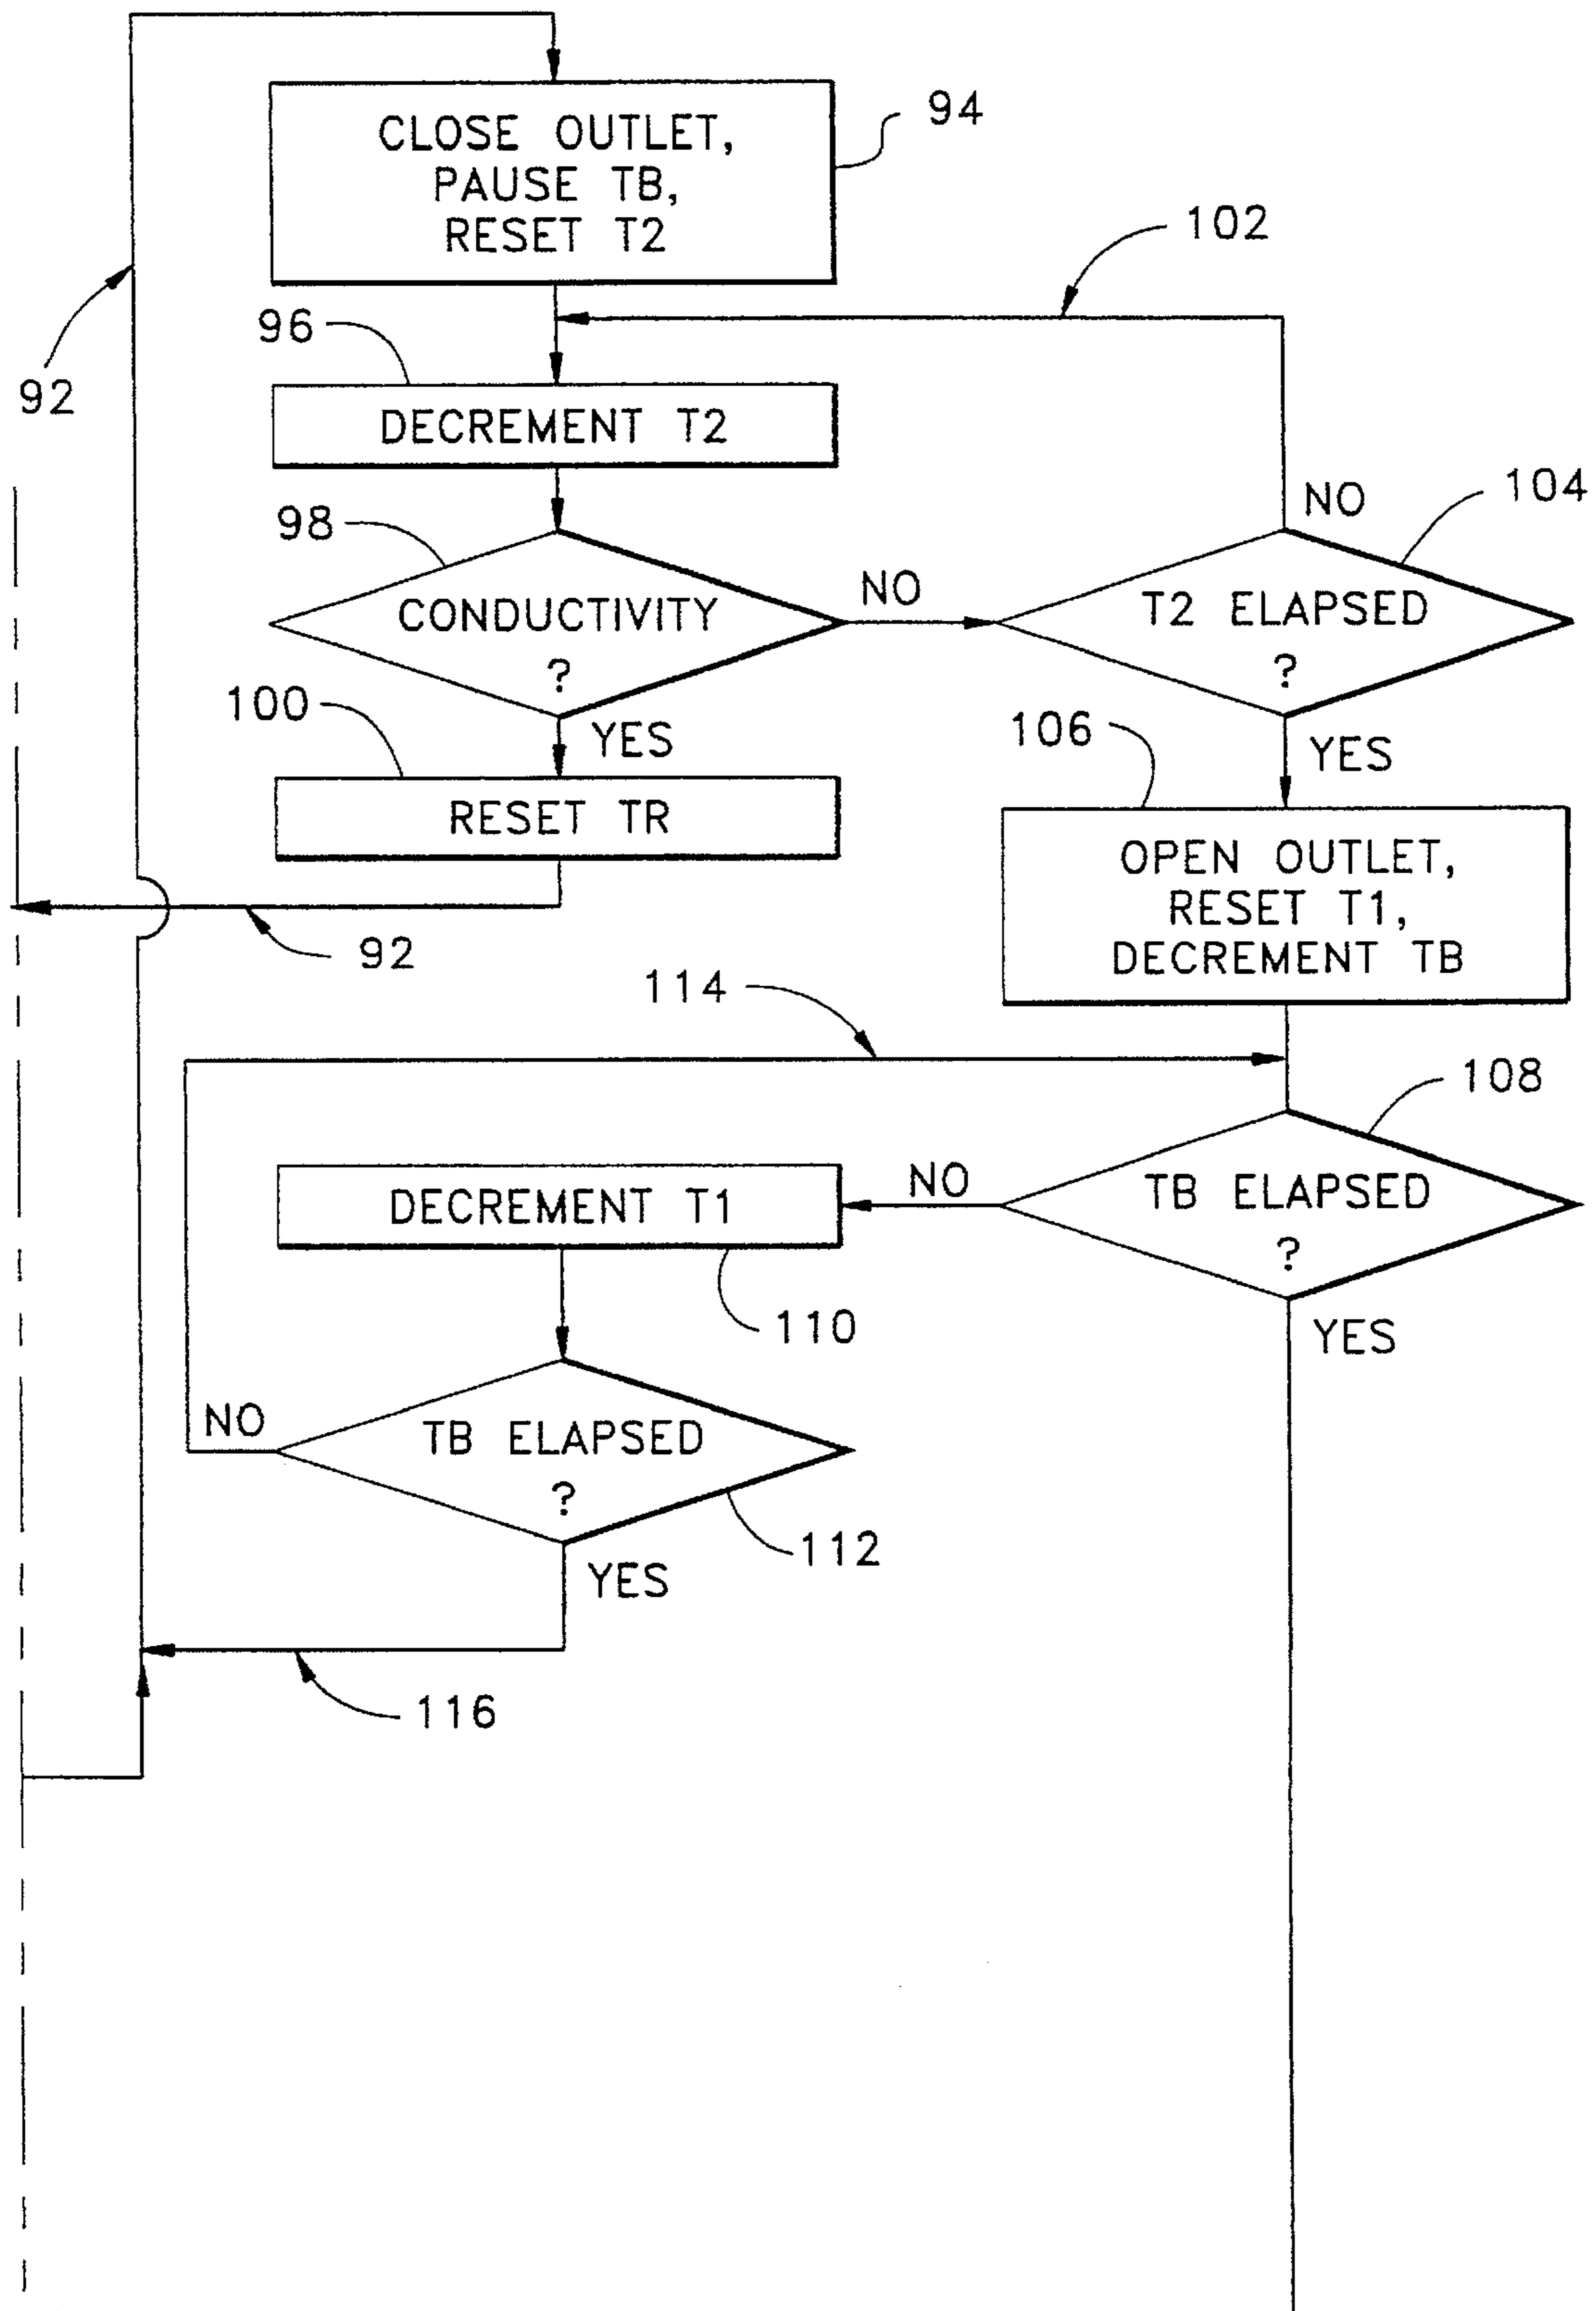 94
CLOSE OUTLET,
PAUSE TB,
RESET T2
102
96
92
DECREMENT T2
NO
104
98
NO
CONDUCTIVITY
?
T2 ELAPSED
?
100
YES
106
YES
RESET TR
OPEN OUTLET,
RESET T1,
DECREMENT TB
92
114
108
NO
DECREMENT T1
TB ELAPSED
?
110
YES
NO
TB ELAPSED
?
112
YES
116